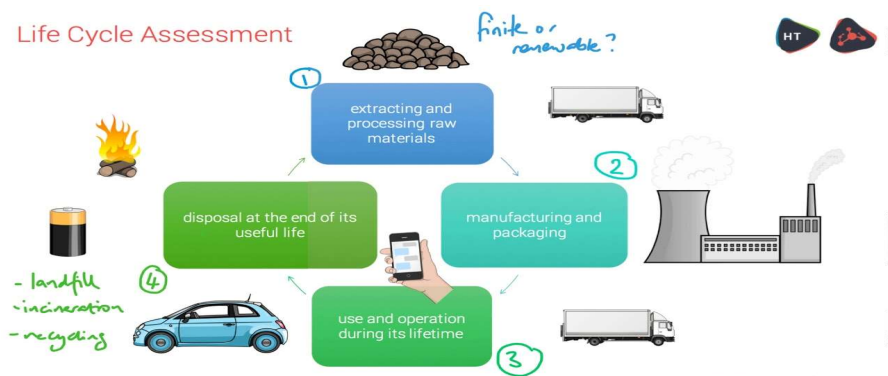 Life Cycle Assessment
finite or
renewable?
HT
1
extracting and
processing raw
materials
2
manufacturing and
packaging
3
use and operation
during its lifetime
4
disposal at the end of its
useful life
- landfill
- incineration
- recycling